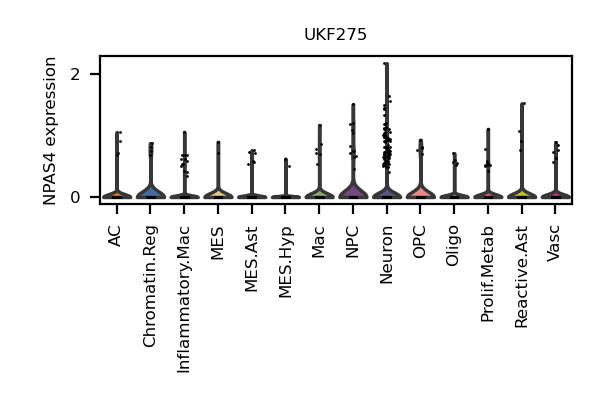 UKF275
NPAS4 expression
2
0
AC
Chromatin.Reg
Inflammatory.Mac
MES
MES.Ast
MES.Hyp
Mac
NPC
Neuron
OPC
Oligo
Prolif.Metab
Reactive.Ast
Vasc